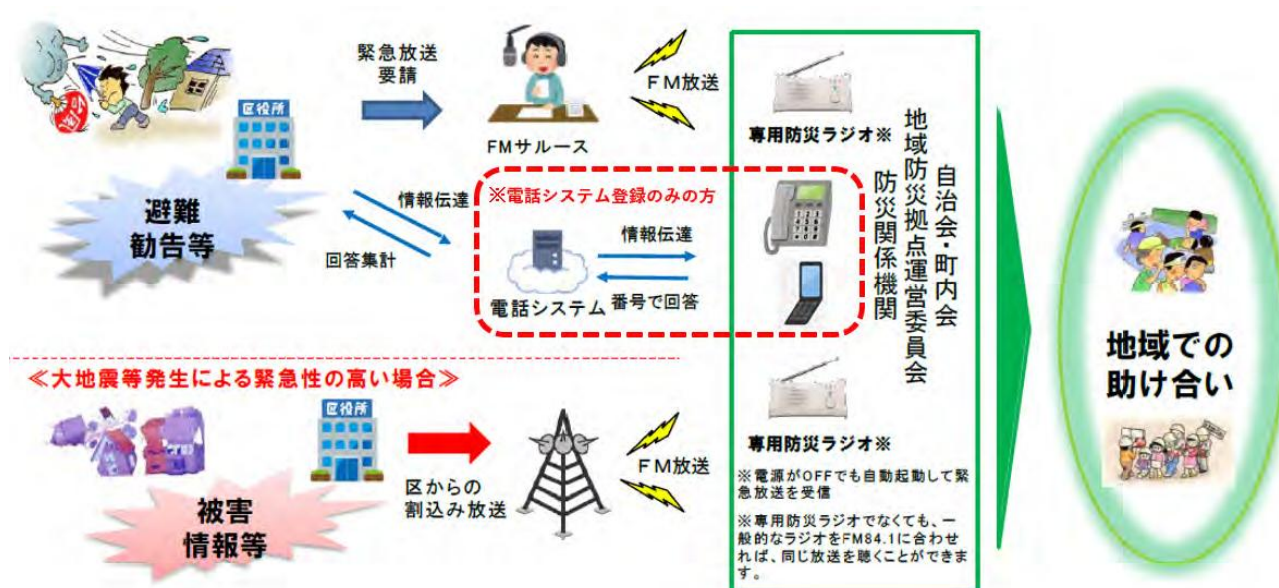 緊急放送
要請
区役所
FMサルース
FM放送
専用防災ラジオ※
避難
勧告等
情報伝達
回答集計
※電話システム登録のみの方
電話システム
情報伝達
番号で回答
自治会・町内会
地域防災拠点運営委員会
防災関係機関
≪大地震等発生による緊急性の高い場合≫
区役所
被害
情報等
区からの
割込み放送
FM放送
専用防災ラジオ※
※電源がOFFでも自動起動して緊
急放送を受信
※専用防災ラジオでなくても、一
般的なラジオをFM84.1に合わせ
れば、同じ放送を聴くことができま
す。
地域での
助け合い